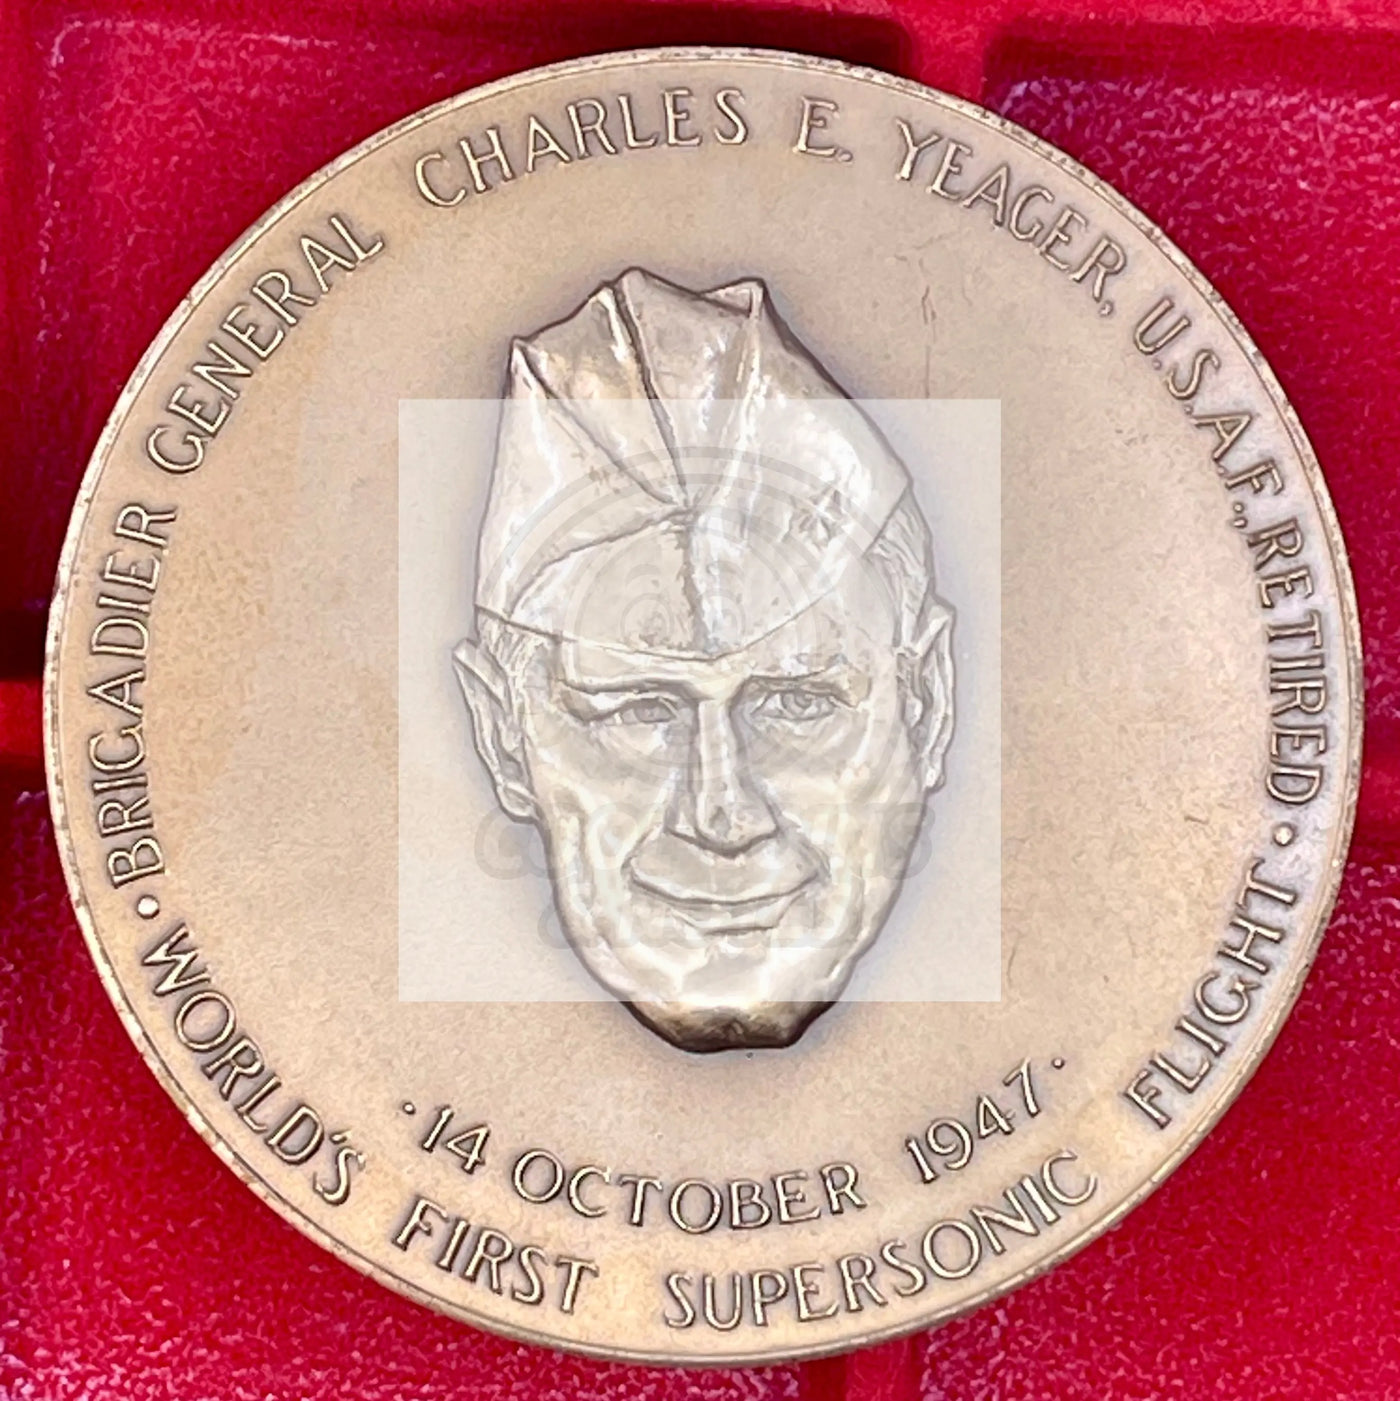 · BRIGADIER GENERAL CHARLES E. YEAGER, U.S.A.F., RETIRED ·
WORLD'S FIRST SUPERSONIC FLIGHT
· 14 OCTOBER 1947 ·